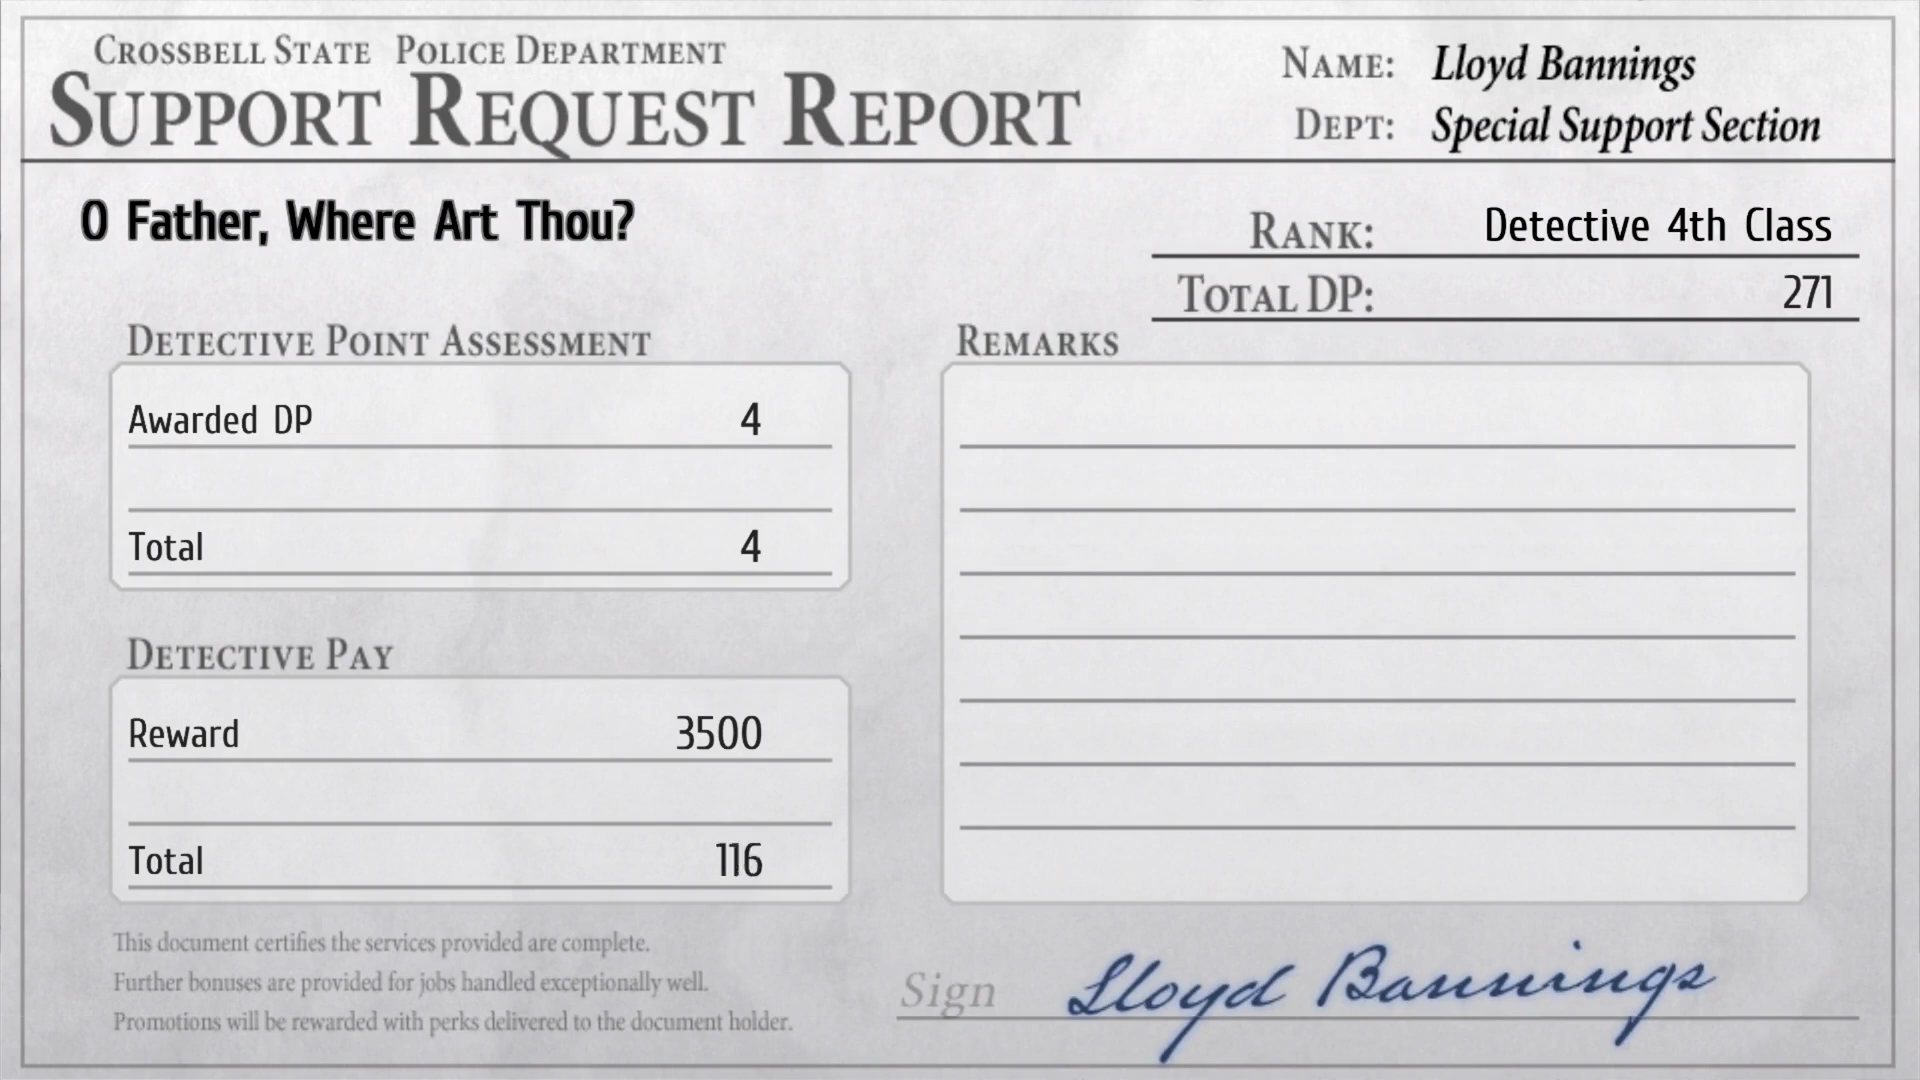 Crossbell State Police Department
Support Request Report
Name: Lloyd Bannings
Dept: Special Support Section
O Father, Where Art Thou?
Rank: Detective 4th Class
Total DP: 271
Detective Point Assessment
Awarded DP 4
Total 4
Remarks
Detective Pay
Reward 3500
Total 116
This document certifies the services provided are complete.
Further bonuses are provided for jobs handled exceptionally well.
Promotions will be rewarded with perks delivered to the document holder.
Sign Lloyd Bannings